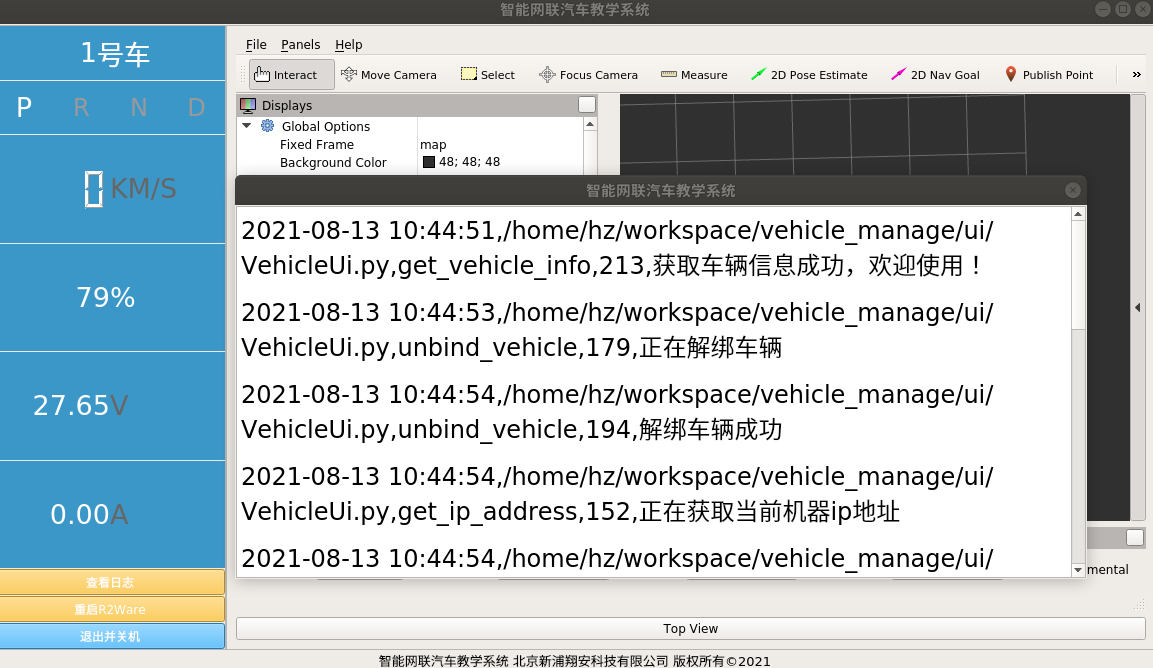 智能网联汽车教学系统
1号车
P R N D
KM/S
79%
27.65V
0.00A
查看日志
重启R2Ware
退出并关机
File Panels Help
Interact Move Camera Select Focus Camera Measure 2D Pose Estimate 2D Nav Goal Publish Point »
Displays
Global Options
Fixed Frame map
Background Color 48; 48; 48
智能网联汽车教学系统
2021-08-13 10:44:51,/home/hz/workspace/vehicle_manage/ui/
VehicleUi.py,get_vehicle_info,213,获取车辆信息成功，欢迎使用！
2021-08-13 10:44:53,/home/hz/workspace/vehicle_manage/ui/
VehicleUi.py,unbind_vehicle,179,正在解绑车辆
2021-08-13 10:44:54,/home/hz/workspace/vehicle_manage/ui/
VehicleUi.py,unbind_vehicle,194,解绑车辆成功
2021-08-13 10:44:54,/home/hz/workspace/vehicle_manage/ui/
VehicleUi.py,get_ip_address,152,正在获取当前机器ip地址
2021-08-13 10:44:54,/home/hz/workspace/vehicle_manage/ui/
mental
Top View
智能网联汽车教学系统 北京新浦翔安科技有限公司 版权所有©2021